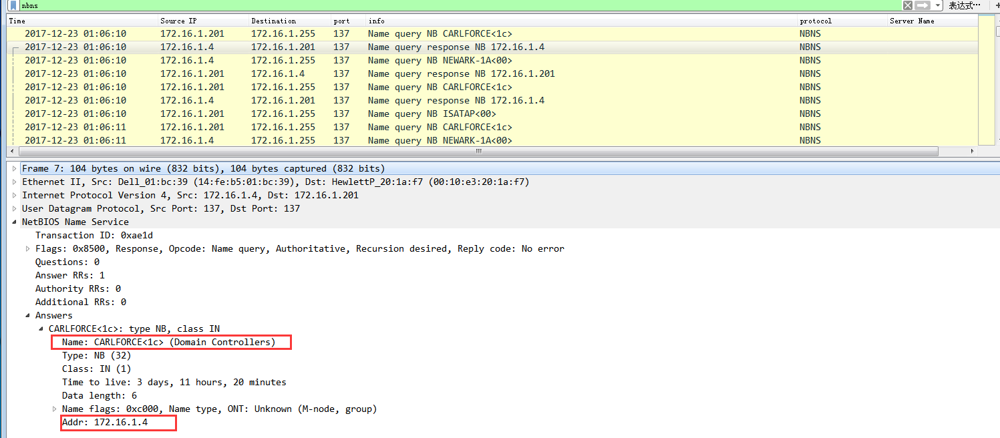 nbns 表达式… +
Time Source IP Destination port info protocol Server Name
2017-12-23 01:06:10 172.16.1.201 172.16.1.255 137 Name query NB CARLFORCE<1c> NBNS
2017-12-23 01:06:10 172.16.1.4 172.16.1.201 137 Name query response NB 172.16.1.4 NBNS
2017-12-23 01:06:10 172.16.1.4 172.16.1.255 137 Name query NB NEWARK-1A<00> NBNS
2017-12-23 01:06:10 172.16.1.201 172.16.1.4 137 Name query response NB 172.16.1.201 NBNS
2017-12-23 01:06:10 172.16.1.201 172.16.1.255 137 Name query NB CARLFORCE<1c> NBNS
2017-12-23 01:06:10 172.16.1.4 172.16.1.201 137 Name query response NB 172.16.1.4 NBNS
2017-12-23 01:06:10 172.16.1.201 172.16.1.255 137 Name query NB ISATAP<00> NBNS
2017-12-23 01:06:11 172.16.1.201 172.16.1.255 137 Name query NB CARLFORCE<1c> NBNS
2017-12-23 01:06:11 172.16.1.4 172.16.1.255 137 Name query NB NEWARK-1A<00> NBNS
Frame 7: 104 bytes on wire (832 bits), 104 bytes captured (832 bits)
Ethernet II, Src: Dell_01:bc:39 (14:fe:b5:01:bc:39), Dst: HewlettP_20:1a:f7 (00:10:e3:20:1a:f7)
Internet Protocol Version 4, Src: 172.16.1.4, Dst: 172.16.1.201
User Datagram Protocol, Src Port: 137, Dst Port: 137
NetBIOS Name Service
Transaction ID: 0xae1d
Flags: 0x8500, Response, Opcode: Name query, Authoritative, Recursion desired, Reply code: No error
Questions: 0
Answer RRs: 1
Authority RRs: 0
Additional RRs: 0
Answers
CARLFORCE<1c>: type NB, class IN
Name: CARLFORCE<1c> (Domain Controllers)
Type: NB (32)
Class: IN (1)
Time to live: 3 days, 11 hours, 20 minutes
Data length: 6
Name flags: 0xc000, Name type, ONT: Unknown (M-node, group)
Addr: 172.16.1.4